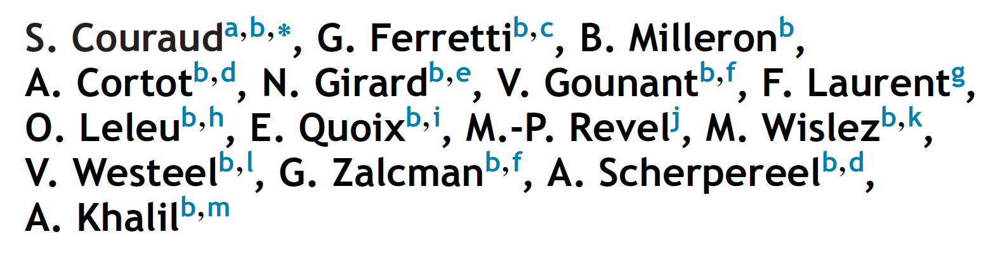 S. Couraud^a,b,*, G. Ferretti^b,c, B. Milleron^b,
A. Cortot^b,d, N. Girard^b,e, V. Gounant^b,f, F. Laurent^g,
O. Leleu^b,h, E. Quoix^b,i, M.-P. Revel^j, M. Wislez^b,k,
V. Westeel^b,l, G. Zalcman^b,f, A. Scherpereel^b,d,
A. Khalil^b,m